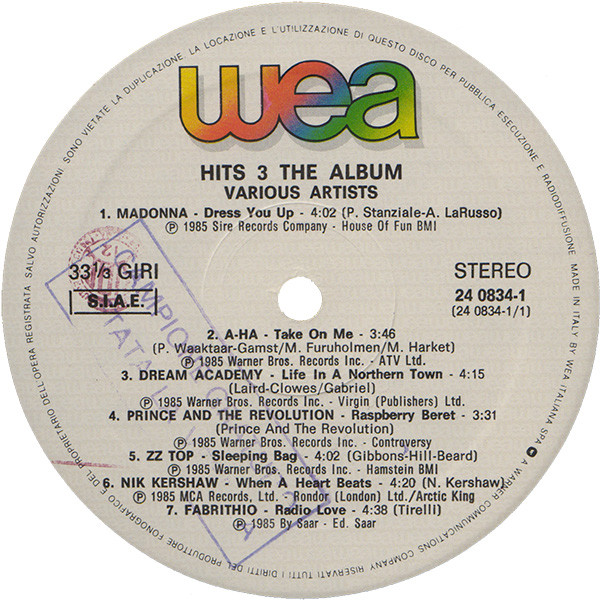 SONO VIETATE LA DUPLICAZIONE, LA LOCAZIONE E L'UTILIZZAZIONE DI QUESTO DISCO PER PUBBLICA ESECUZIONE E RADIODIFFUSIONE
wea
HITS 3 THE ALBUM
VARIOUS ARTISTS
1. MADONNA - Dress You Up - 4:02 (P. Stanziale-A. LaRusso)
Ⓟ 1985 Sire Records Company - House Of Fun BMI
33 1/3 GIRI
STEREO
S.I.A.E.
24 0834-1
(24 0834-1/1)
2. A-HA - Take On Me - 3:46
(P. Waaktaar-Gamst/M. Furuholmen/M. Harket)
Ⓟ 1985 Warner Bros. Records Inc. - ATV Ltd.
3. DREAM ACADEMY - Life In A Northern Town - 4:15
(Laird-Clowes/Gabriel)
Ⓟ 1985 Warner Bros. Records Inc. - Virgin (Publishers) Ltd.
4. PRINCE AND THE REVOLUTION - Raspberry Beret - 3:31
(Prince And The Revolution)
Ⓟ 1985 Warner Bros. Records Inc. - Controversy
5. ZZ TOP - Sleeping Bag - 4:02 (Gibbons-Hill-Beard)
Ⓟ 1985 Warner Bros. Records Inc. - Hamstein BMI
6. NIK KERSHAW - When A Heart Beats - 4:20 (N. Kershaw)
Ⓟ 1985 MCA Records, Ltd. - Rondor (London) Ltd./Arctic King
7. FABRITHIO - Radio Love - 4:38 (Tirelli)
Ⓟ 1985 By Saar - Ed. Saar
MADE IN ITALY BY WEA ITALIANA SPA - A WARNER COMMUNICATIONS COMPANY
RISERVATI TUTTI I DIRITTI DEL PRODUTTORE FONOGRAFICO E DEL PROPRIETARIO DELL'OPERA REGISTRATA SALVO AUTORIZZAZIONI
CAMPIONE